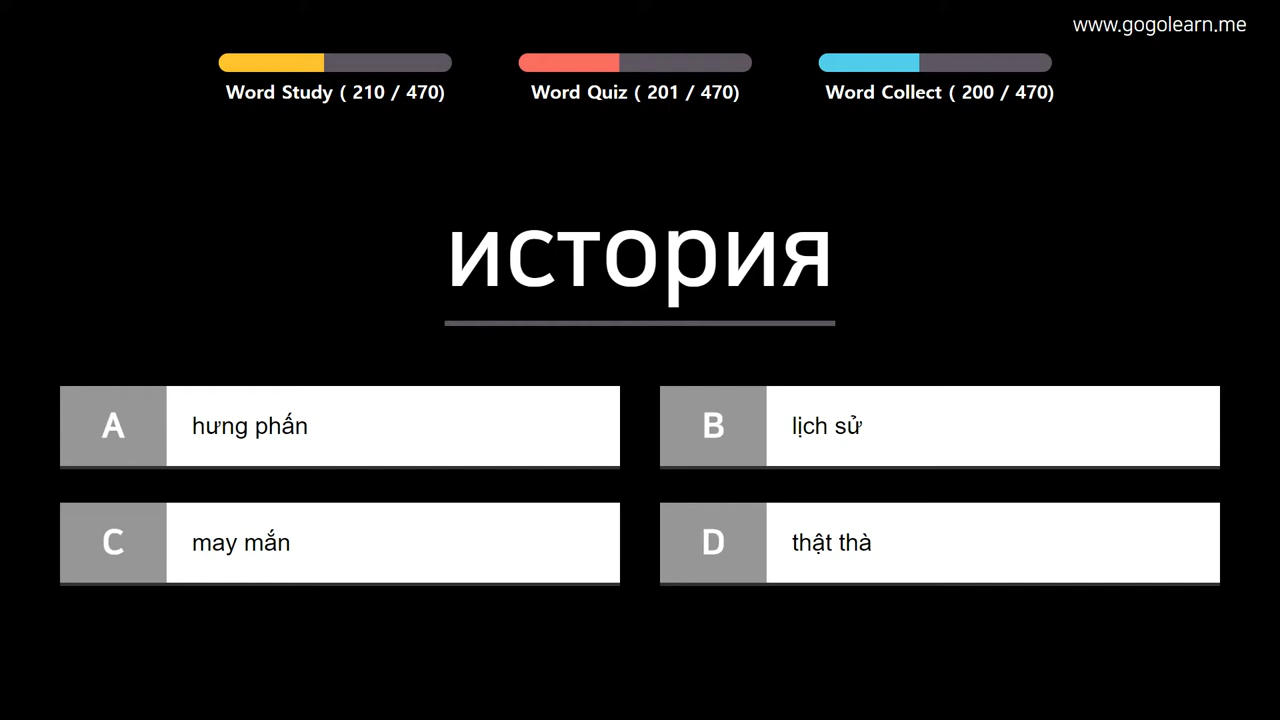 www.gogolearn.me
Word Study ( 210 / 470)
Word Quiz ( 201 / 470)
Word Collect ( 200 / 470)
история
A hưng phấn
B lịch sử
C may mắn
D thật thà